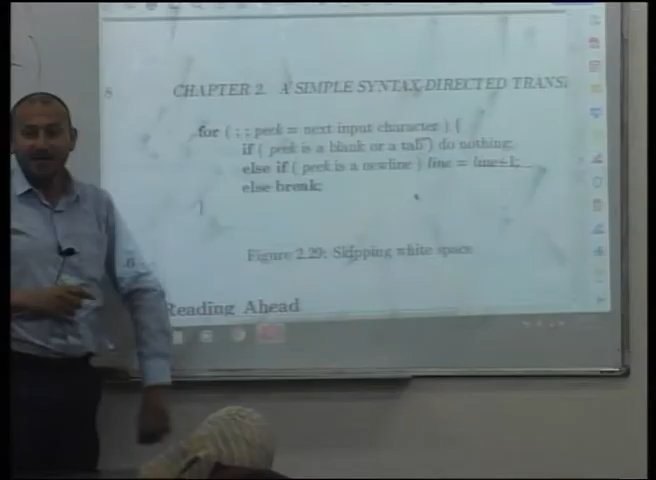 8 CHAPTER 2. A SIMPLE SYNTAX-DIRECTED TRANS
for ( ; ; peek = next input character ) {
if ( peek is a blank or a tab ) do nothing;
else if ( peek is a newline ) line = line+1;
else break;
}
Figure 2.29: Skipping white space
Reading Ahead